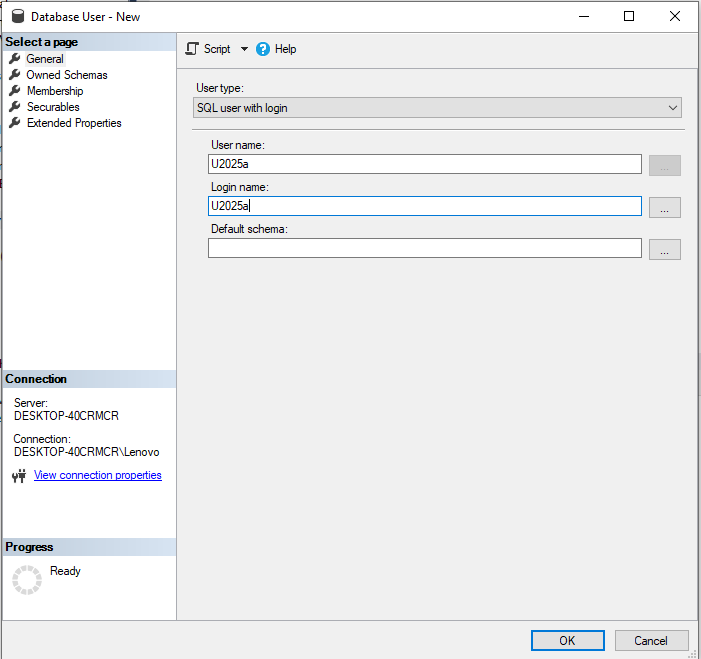 Database User - New
Select a page
General
Owned Schemas
Membership
Securables
Extended Properties
Script
Help
User type:
SQL user with login
User name:
U2025a
...
Login name:
U2025a
...
Default schema:
...
Connection
Server:
DESKTOP-40CRMCR
Connection:
DESKTOP-40CRMCR\Lenovo
View connection properties
Progress
Ready
OK
Cancel